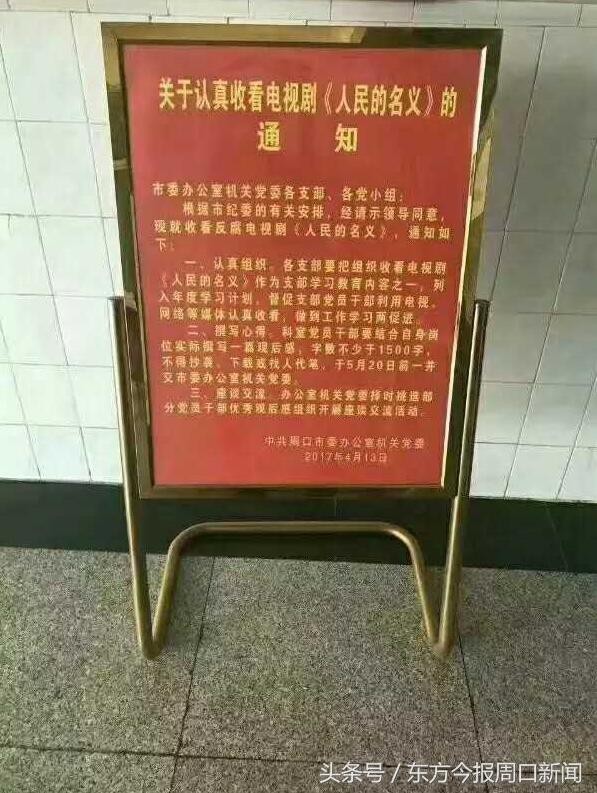 关于认真收看电视剧《人民的名义》的
通 知
市委办公室机关党委各支部、各党小组：
根据市纪委的有关安排，经请示领导同意，
现就收看反腐电视剧《人民的名义》，通知如
下：
一、认真组织。各支部要把组织收看电视剧
《人民的名义》作为支部学习教育内容之一，列
入年度学习计划，督促支部党员干部利用电视、
网络等媒体认真收看，做到工作学习两促进。
二、撰写心得。科室党员干部要结合自身岗
位实际撰写一篇观后感，字数不少于1500字，
不得抄袭、下载或找人代笔，于5月20日前一并
交市委办公室机关党委。
三、座谈交流。办公室机关党委择时挑选部
分党员干部优秀观后感组织开展座谈交流活动。
中共周口市委办公室机关党委
2017年4月13日
头条号／东方今报周口新闻